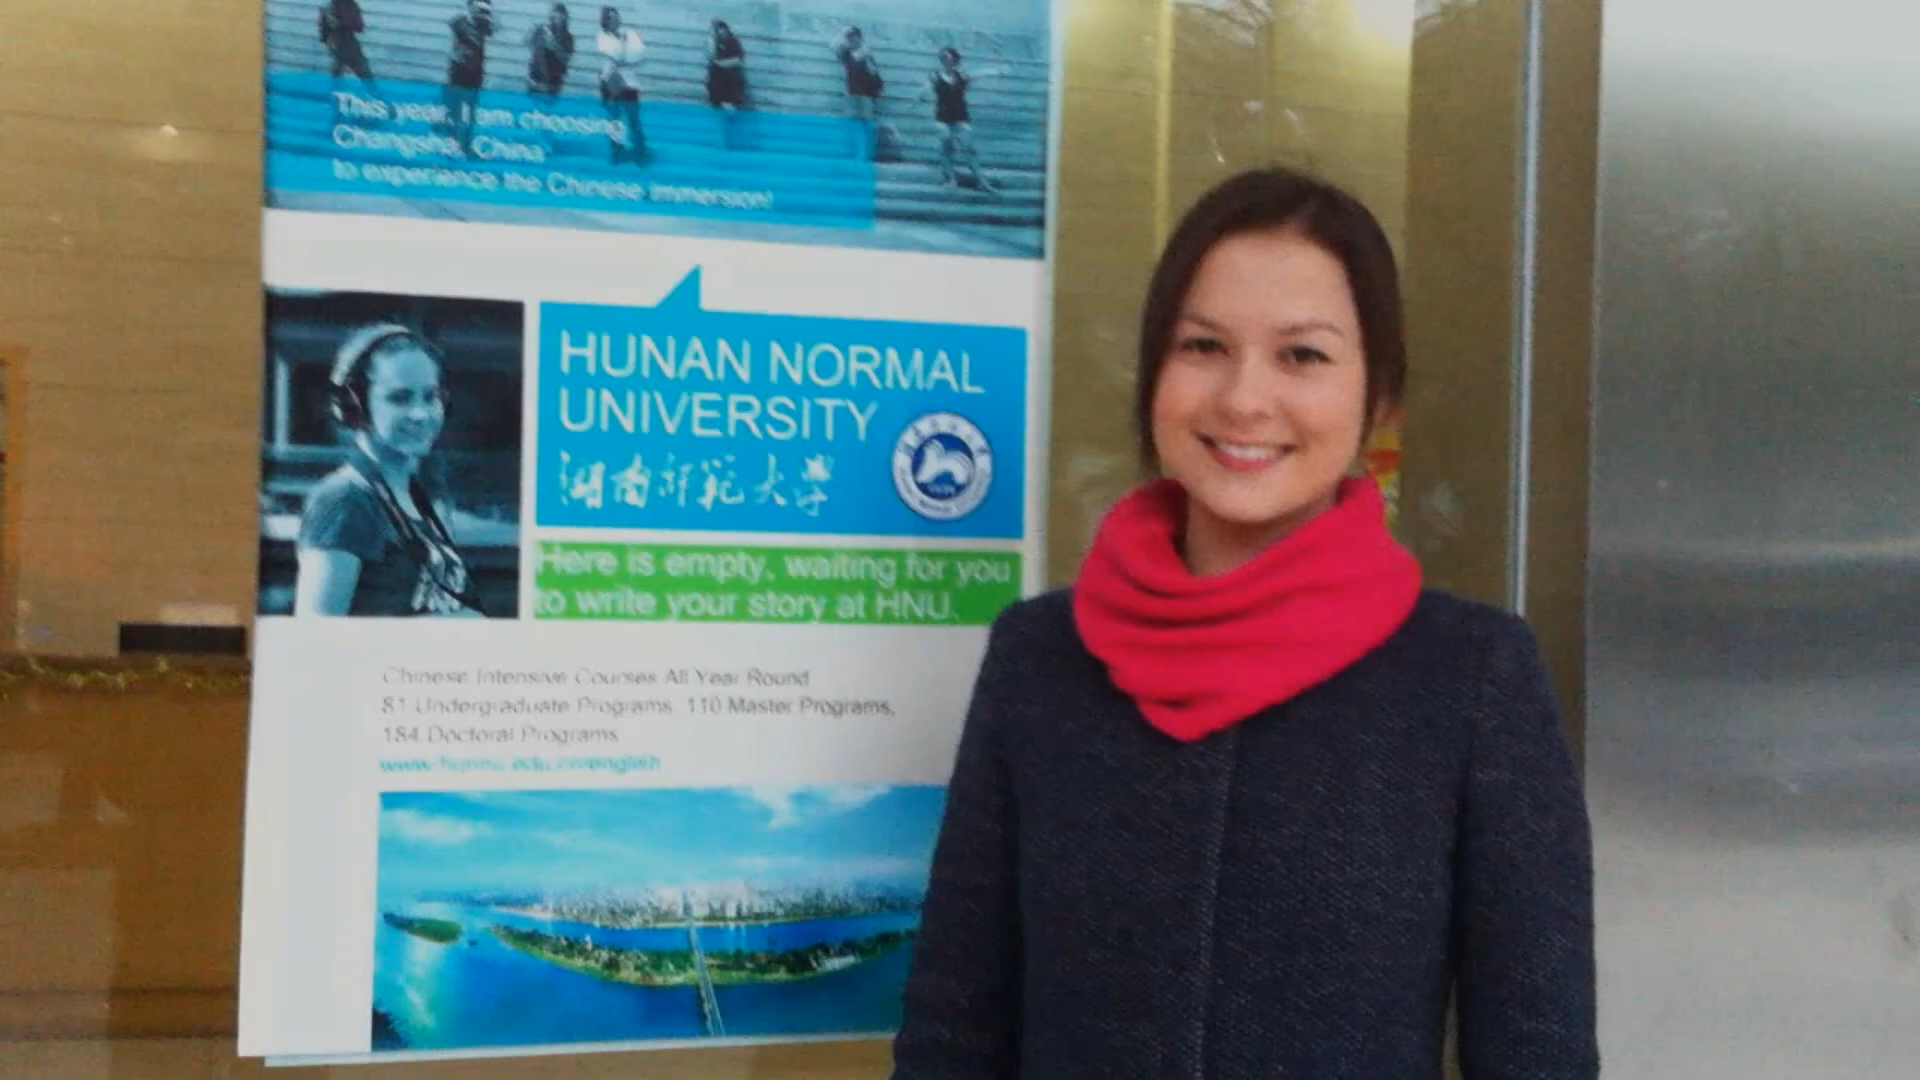 NORMAL UNIVERSITY
This year, I am choosing
Changsha, China
to experience the Chinese immersion!
HUNAN NORMAL
UNIVERSITY
湖南师范大学
Here is empty, waiting for you
to write your story at HNU.
Chinese Intensive Courses All Year Round
81 Undergraduate Programs, 110 Master Programs,
184 Doctoral Programs